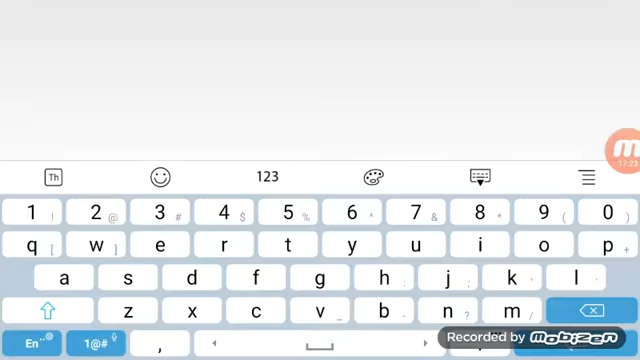 M
17:23
Th 123
1 ! 2 @ 3 # 4 $ 5 % 6 ^ 7 & 8 * 9 ( 0 )
q [ w ] e r t y u i o p +
a s d f g h ; j ; k ' l
z x c v _ b - n ? m /
En 1@# ,
Recorded by mobizen